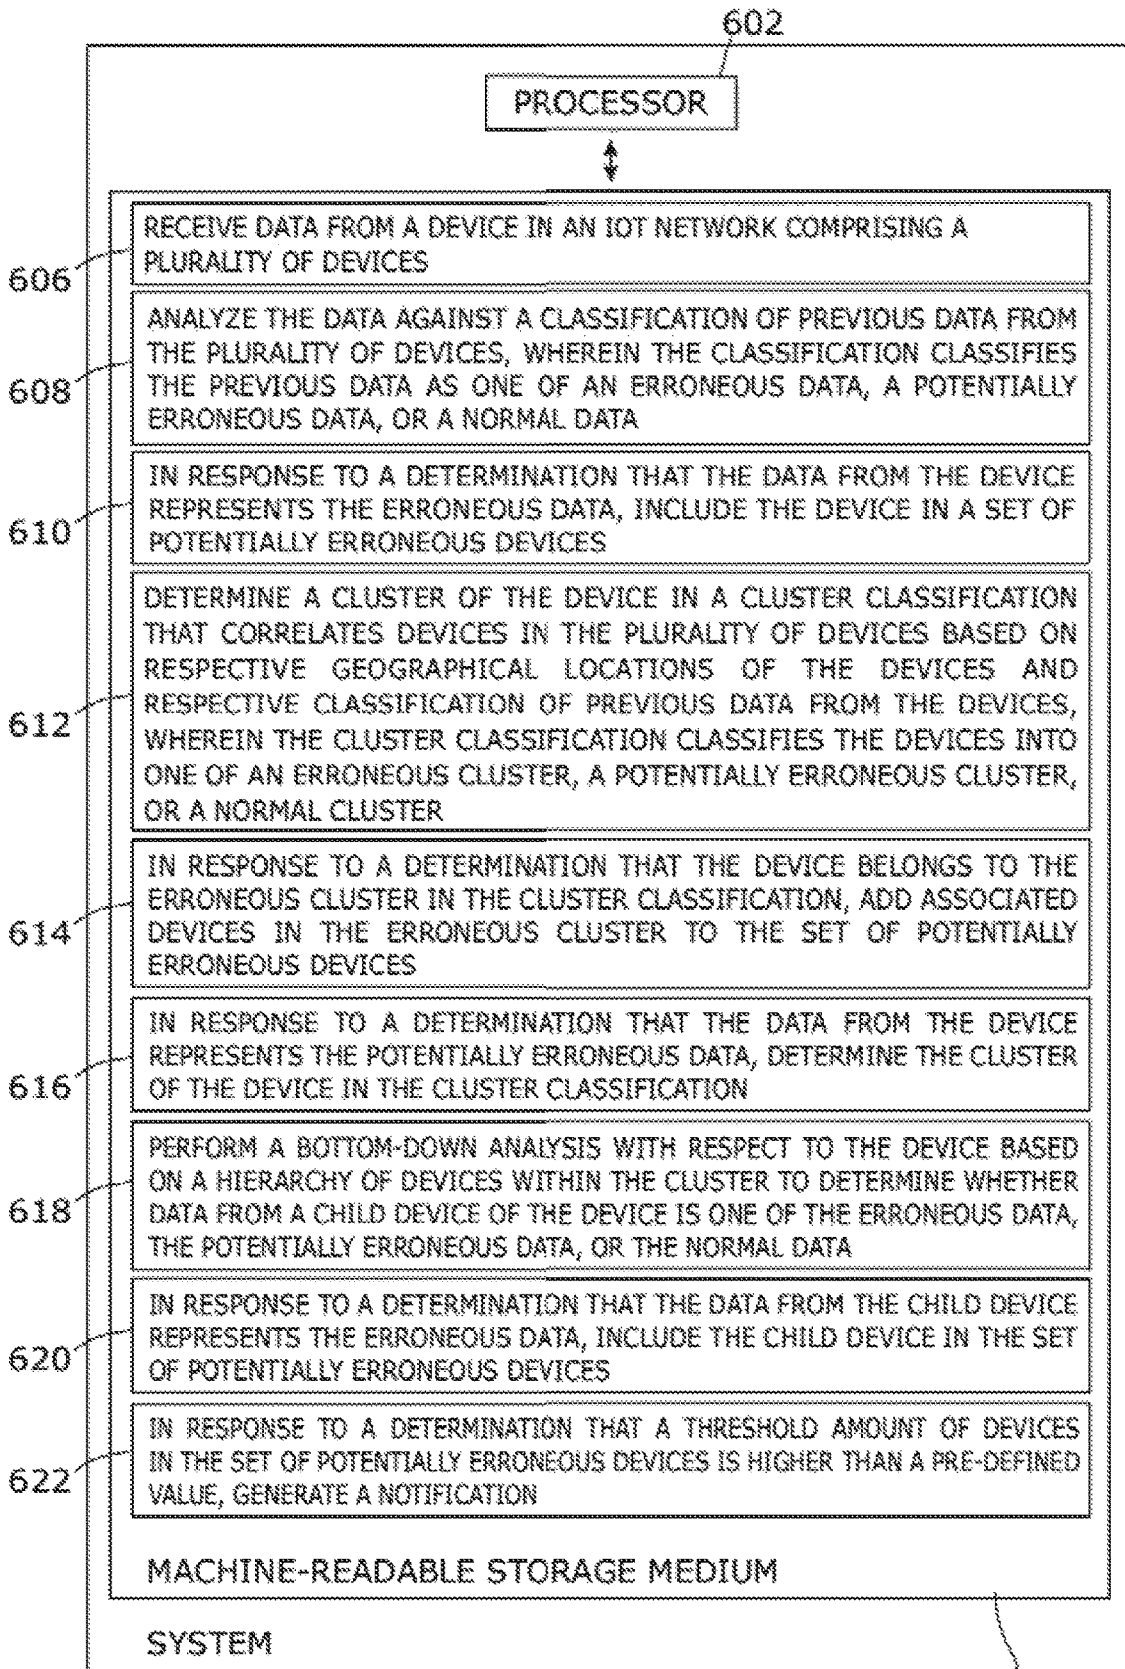 602
PROCESSOR
RECEIVE DATA FROM A DEVICE IN AN IOT NETWORK COMPRISING A
PLURALITY OF DEVICES
606
ANALYZE THE DATA AGAINST A CLASSIFICATION OF PREVIOUS DATA FROM
THE PLURALITY OF DEVICES, WHEREIN THE CLASSIFICATION CLASSIFIES
THE PREVIOUS DATA AS ONE OF AN ERRONEOUS DATA, A POTENTIALLY
ERRONEOUS DATA, OR A NORMAL DATA
608
IN RESPONSE TO A DETERMINATION THAT THE DATA FROM THE DEVICE
REPRESENTS THE ERRONEOUS DATA, INCLUDE THE DEVICE IN A SET OF
POTENTIALLY ERRONEOUS DEVICES
610
DETERMINE A CLUSTER OF THE DEVICE IN A CLUSTER CLASSIFICATION
THAT CORRELATES DEVICES IN THE PLURALITY OF DEVICES BASED ON
RESPECTIVE GEOGRAPHICAL LOCATIONS OF THE DEVICES AND
RESPECTIVE CLASSIFICATION OF PREVIOUS DATA FROM THE DEVICES,
WHEREIN THE CLUSTER CLASSIFICATION CLASSIFIES THE DEVICES INTO
ONE OF AN ERRONEOUS CLUSTER, A POTENTIALLY ERRONEOUS CLUSTER,
OR A NORMAL CLUSTER
612
IN RESPONSE TO A DETERMINATION THAT THE DEVICE BELONGS TO THE
ERRONEOUS CLUSTER IN THE CLUSTER CLASSIFICATION, ADD ASSOCIATED
DEVICES IN THE ERRONEOUS CLUSTER TO THE SET OF POTENTIALLY
ERRONEOUS DEVICES
614
IN RESPONSE TO A DETERMINATION THAT THE DATA FROM THE DEVICE
REPRESENTS THE POTENTIALLY ERRONEOUS DATA, DETERMINE THE CLUSTER
OF THE DEVICE IN THE CLUSTER CLASSIFICATION
616
PERFORM A BOTTOM-DOWN ANALYSIS WITH RESPECT TO THE DEVICE BASED
ON A HIERARCHY OF DEVICES WITHIN THE CLUSTER TO DETERMINE WHETHER
DATA FROM A CHILD DEVICE OF THE DEVICE IS ONE OF THE ERRONEOUS DATA,
THE POTENTIALLY ERRONEOUS DATA, OR THE NORMAL DATA
618
IN RESPONSE TO A DETERMINATION THAT THE DATA FROM THE CHILD DEVICE
REPRESENTS THE ERRONEOUS DATA, INCLUDE THE CHILD DEVICE IN THE SET
OF POTENTIALLY ERRONEOUS DEVICES
620
IN RESPONSE TO A DETERMINATION THAT A THRESHOLD AMOUNT OF DEVICES
IN THE SET OF POTENTIALLY ERRONEOUS DEVICES IS HIGHER THAN A PRE-DEFINED
VALUE, GENERATE A NOTIFICATION
622
MACHINE-READABLE STORAGE MEDIUM
SYSTEM